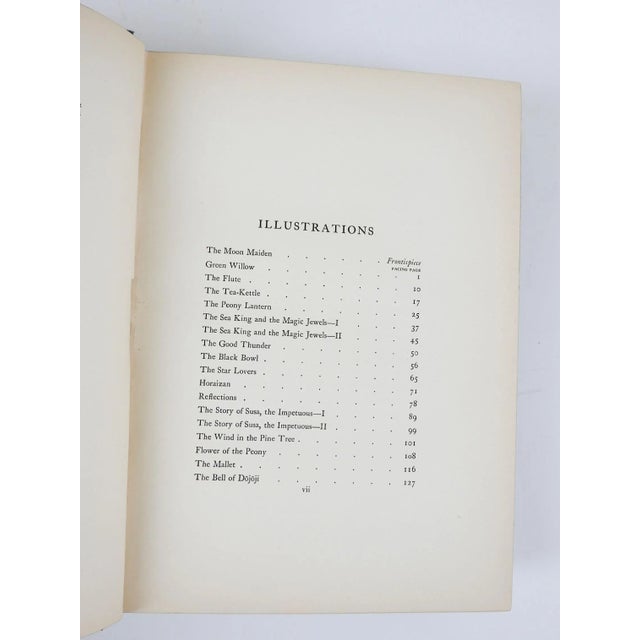 ILLUSTRATIONS
The Moon Maiden . . . . . . Frontispiece
FACING PAGE
Green Willow . . . . . . . 1
The Flute . . . . . . . 10
The Tea-Kettle . . . . . . . 17
The Peony Lantern . . . . . . 25
The Sea King and the Magic Jewels—I . . . . 37
The Sea King and the Magic Jewels—II . . . . 45
The Good Thunder . . . . . . 50
The Black Bowl . . . . . . . 56
The Star Lovers . . . . . . . 65
Horaizan . . . . . . . . 71
Reflections . . . . . . . 78
The Story of Susa, the Impetuous—I . . . . 89
The Story of Susa, the Impetuous—II . . . . 99
The Wind in the Pine Tree . . . . . . 101
Flower of the Peony . . . . . . 108
The Mallet . . . . . . . . 116
The Bell of Dōjōji . . . . . . 127
vii